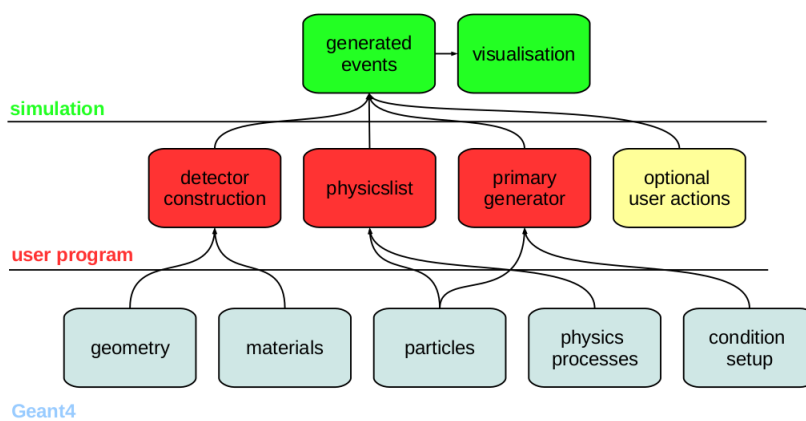 generated
events
visualisation
simulation
detector
construction
physicslist
primary
generator
optional
user actions
user program
geometry
materials
particles
physics
processes
condition
setup
Geant4